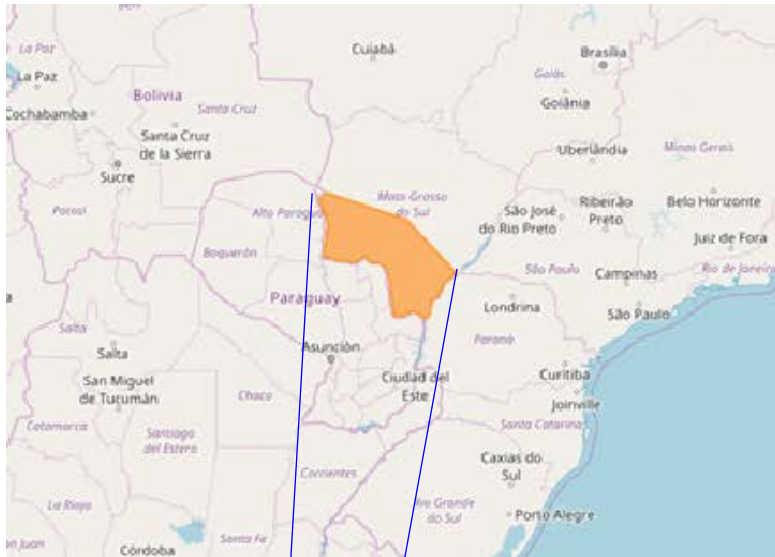 La Paz
La Paz
Cochabamba
Bolivia
Santa Cruz
Santa Cruz
de la Sierra
Sucre
Potosí
Cuiabá
Brasília
Goiás
Goiânia
Uberlândia
Minas Gerais
Mato Grosso
do Sul
Alto Paragua
Boquerón
São José
do Rio Preto
Ribeirão
Preto
Belo Horizonte
Juiz de Fora
São Paulo
Campinas
Rio de Janeiro
São Paulo
Paraguay
Londrina
Paraná
Salta
Salta
Asunción
San Miguel
de Tucumán
Chaco
Ciudad del
Este
Curitiba
Joinville
Santa Catarina
Catamarca
Santiago
del Estero
Corrientes
Caxias do
Sul
Grande
do Sul
Porto Alegre
La Rioja
Santa Fe
an Juan
Córdoba